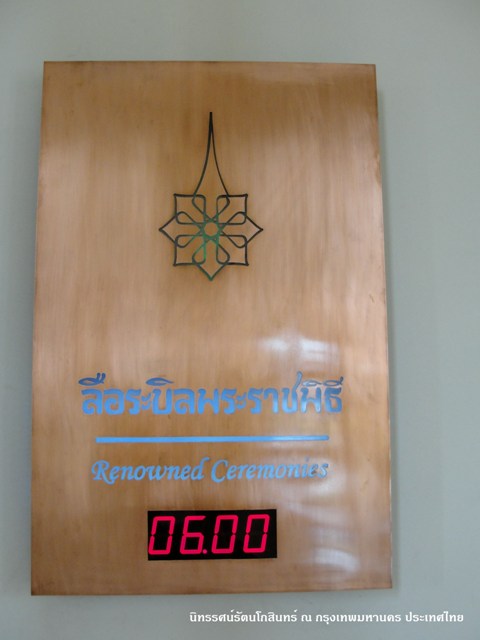 ลือระบิลพระราชพิธี
Renowned Ceremonies
06.00
นิทรรศน์รัตนโกสินทร์ ณ กรุงเทพมหานคร ประเทศไทย